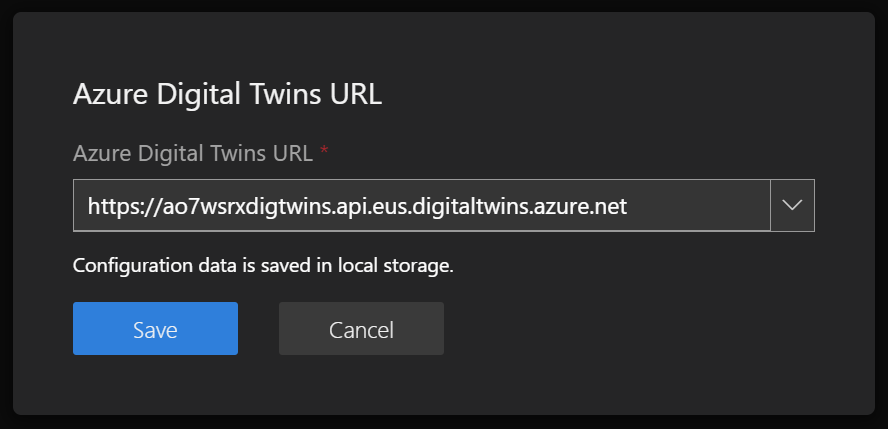 Azure Digital Twins URL
Azure Digital Twins URL *
https://ao7wsrxdigtwins.api.eus.digitaltwins.azure.net
Configuration data is saved in local storage.
Save Cancel